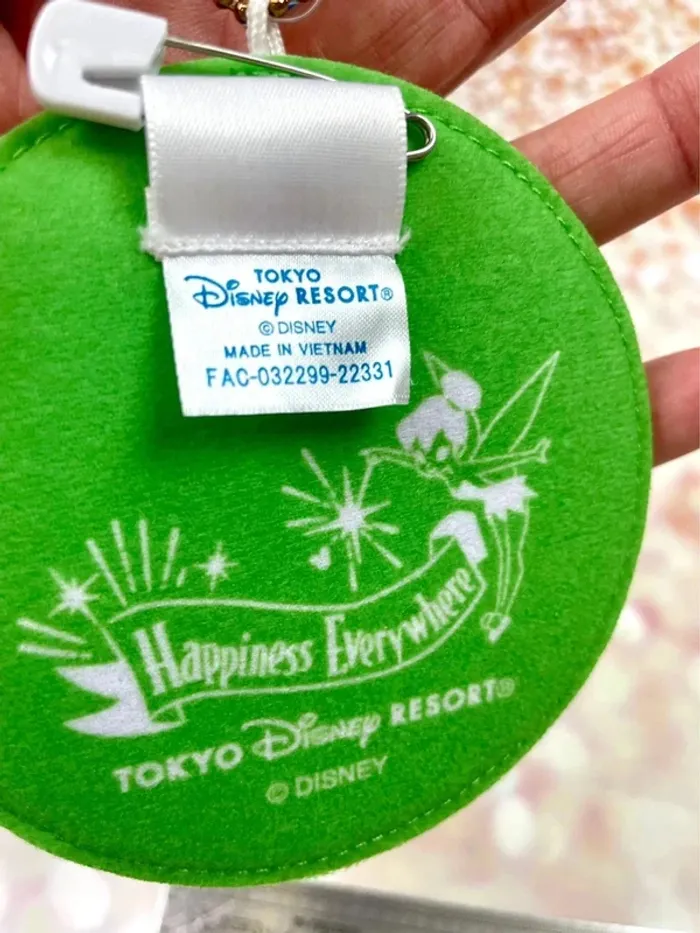 TOKYO
Disney RESORT®
© DISNEY
MADE IN VIETNAM
FAC-032299-22331
Happiness Everywhere
TOKYO Disney RESORT®
© DISNEY